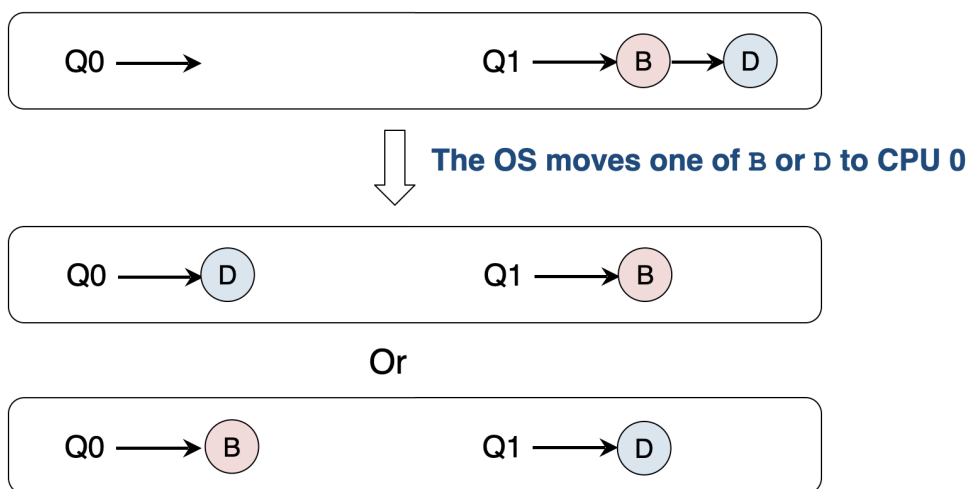 Q0 Q1 B D
The OS moves one of B or D to CPU 0
Q0 D Q1 B
Or
Q0 B Q1 D